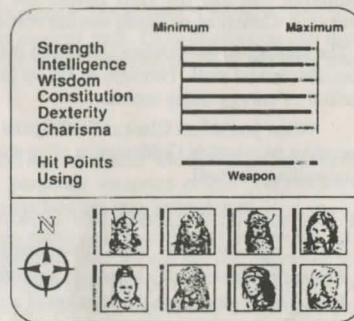 Minimum Maximum
Strength
Intelligence
Wisdom
Constitution
Dexterity
Charisma
Hit Points
Using Weapon
N